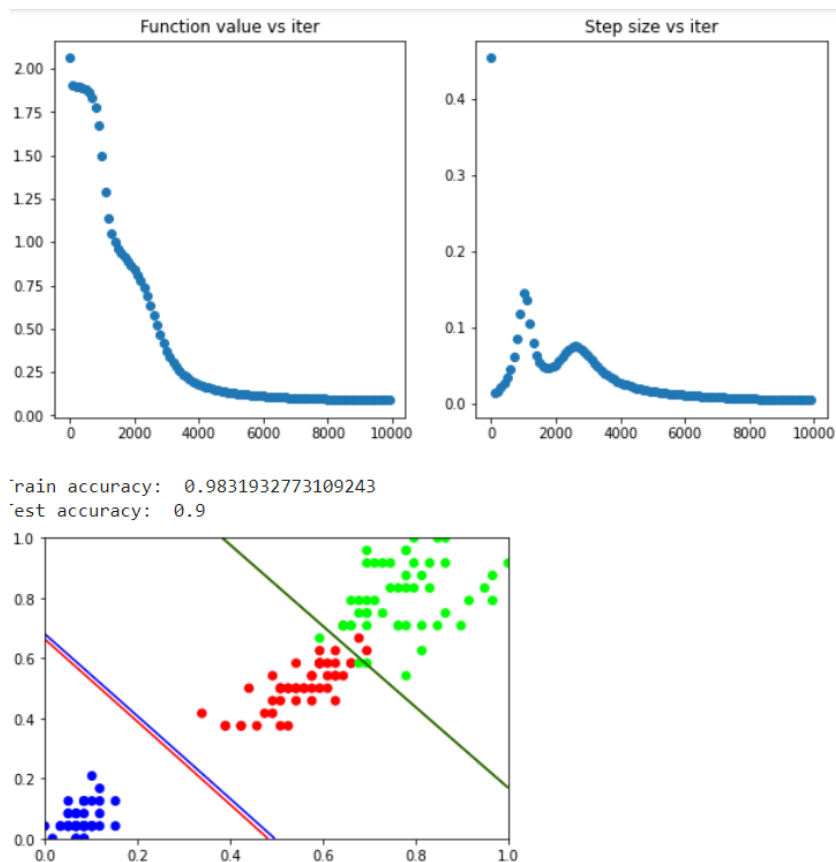 Function value vs iter
Step size vs iter
2.00
1.75
1.50
1.25
1.00
0.75
0.50
0.25
0.00
0 2000 4000 6000 8000 10000
0.4
0.3
0.2
0.1
0.0
0 2000 4000 6000 8000 10000
rain accuracy: 0.9831932773109243
est accuracy: 0.9
1.0
0.8
0.6
0.4
0.2
0.0
0.0 0.2 0.4 0.6 0.8 1.0